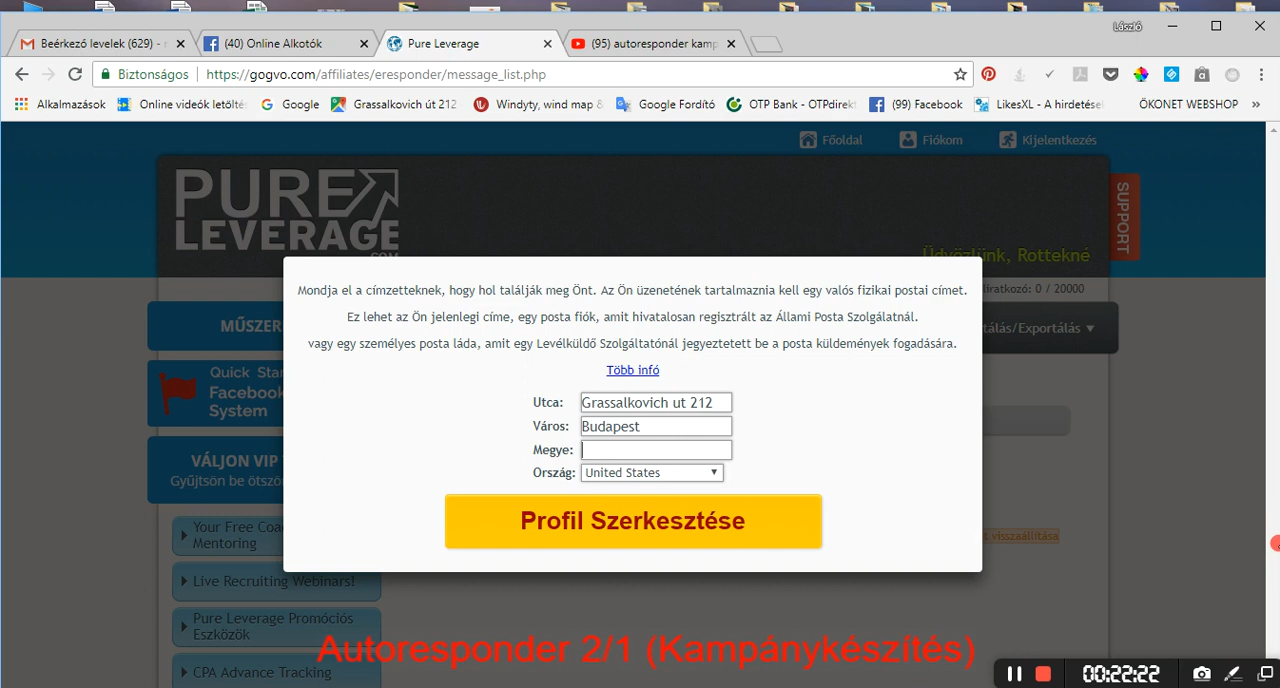 László
Beérkező levelek (629) - r
(40) Online Alkotók
Pure Leverage
(95) autoresponder kamp
Biztonságos
https://gogvo.com/affiliates/eresponder/message_list.php
Alkalmazások
Online videók letölté
Google
Grassalkovich út 212
Windyty, wind map &
Google Fordító
OTP Bank - OTPdirekt
(99) Facebook
LikesXL - A hirdetése
ÖKONET WEBSHOP
»
Főoldal
Fiókom
Kijelentkezés
PURE
LEVERAGE
.COM
SUPPORT
Üdvözlünk, Rottekné
liratkozó: 0 / 20000
MŰSZER
tálás/Exportálás ▼
Quick Star
Facebook
System
VÁLJON VIP
Gyűjtsön be ötsz
Mondja el a címzetteknek, hogy hol találják meg Önt. Az Ön üzenetének tartalmaznia kell egy valós fizikai postai címet.
Ez lehet az Ön jelenlegi címe, egy posta fiók, amit hivatalosan regisztrált az Állami Posta Szolgálatnál.
vagy egy személyes posta láda, amit egy Levélküldő Szolgáltatónál jegyeztetett be a posta küldemények fogadására.
Több infó
Utca: Grassalkovich ut 212
Város: Budapest
Megye:
Ország: United States
Profil Szerkesztése
t visszaállítása
Your Free Coa
Mentoring
Live Recruiting Webinars!
Pure Leverage Promóciós
Eszközök
CPA Advance Tracking
Autoresponder 2/1 (Kampánykészítés)
00:22:22